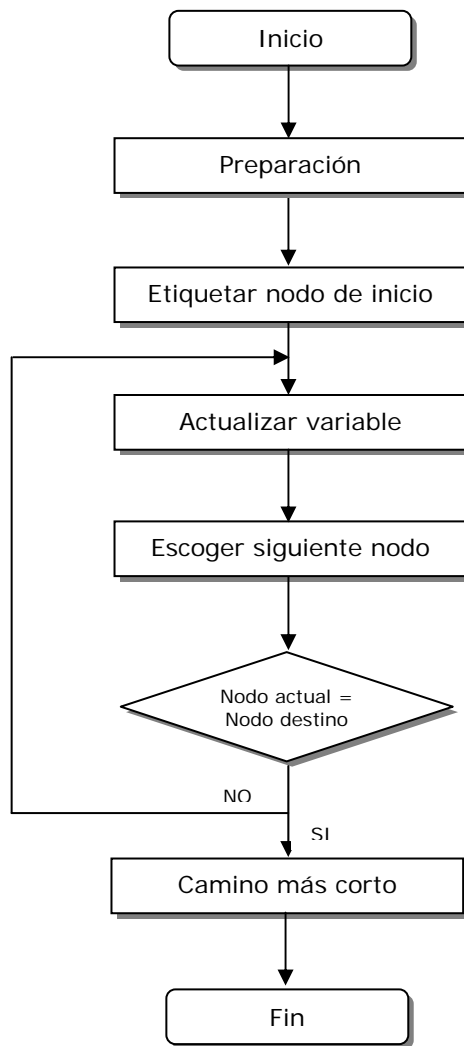 Inicio
Preparación
Etiquetar nodo de inicio
Actualizar variable
Escoger siguiente nodo
Nodo actual =
Nodo destino
NO
SI
Camino más corto
Fin